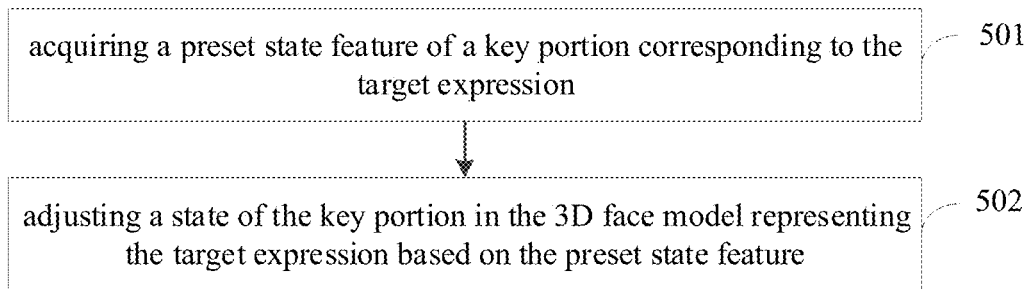 acquiring a preset state feature of a key portion corresponding to the
target expression
501
adjusting a state of the key portion in the 3D face model representing
the target expression based on the preset state feature
502